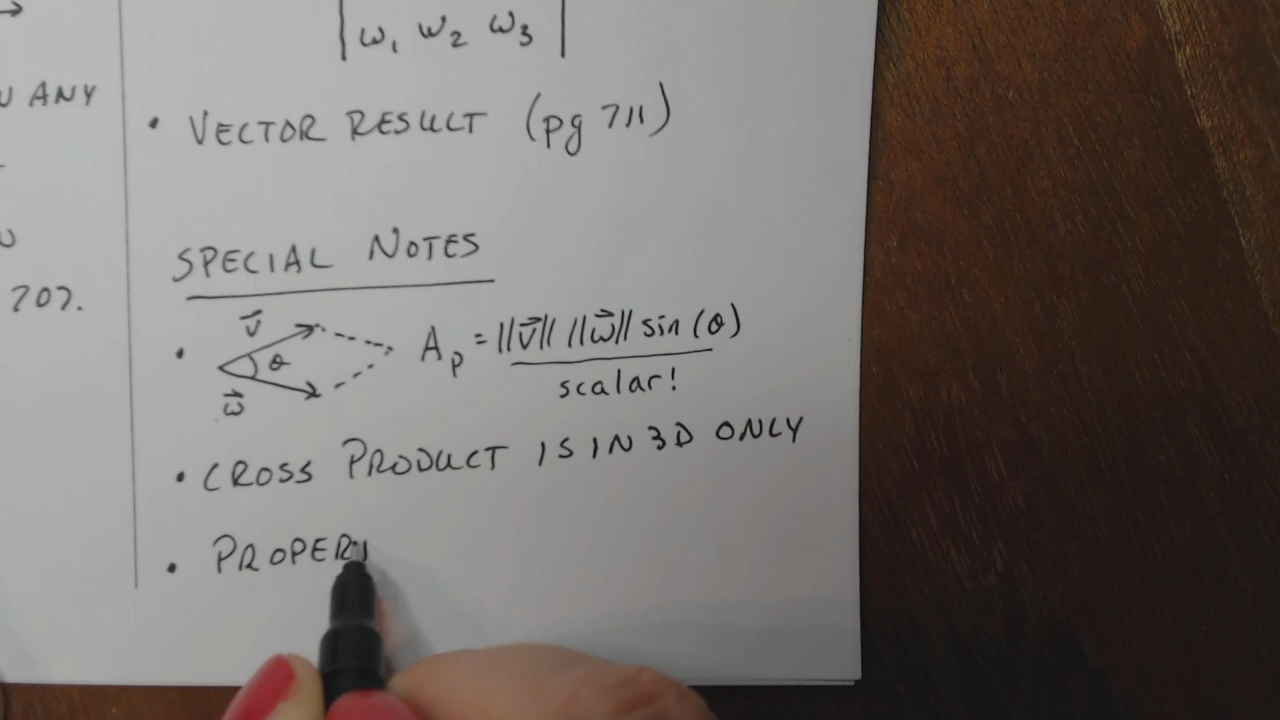 | ω₁ ω₂ ω₃ |
ANY
• VECTOR RESULT (pg 711)
707.
SPECIAL NOTES
• v⃗ θ w⃗ Aₚ = ||v⃗|| ||w⃗|| sin (θ)
scalar!
• CROSS PRODUCT IS IN 3D ONLY
• PROPER